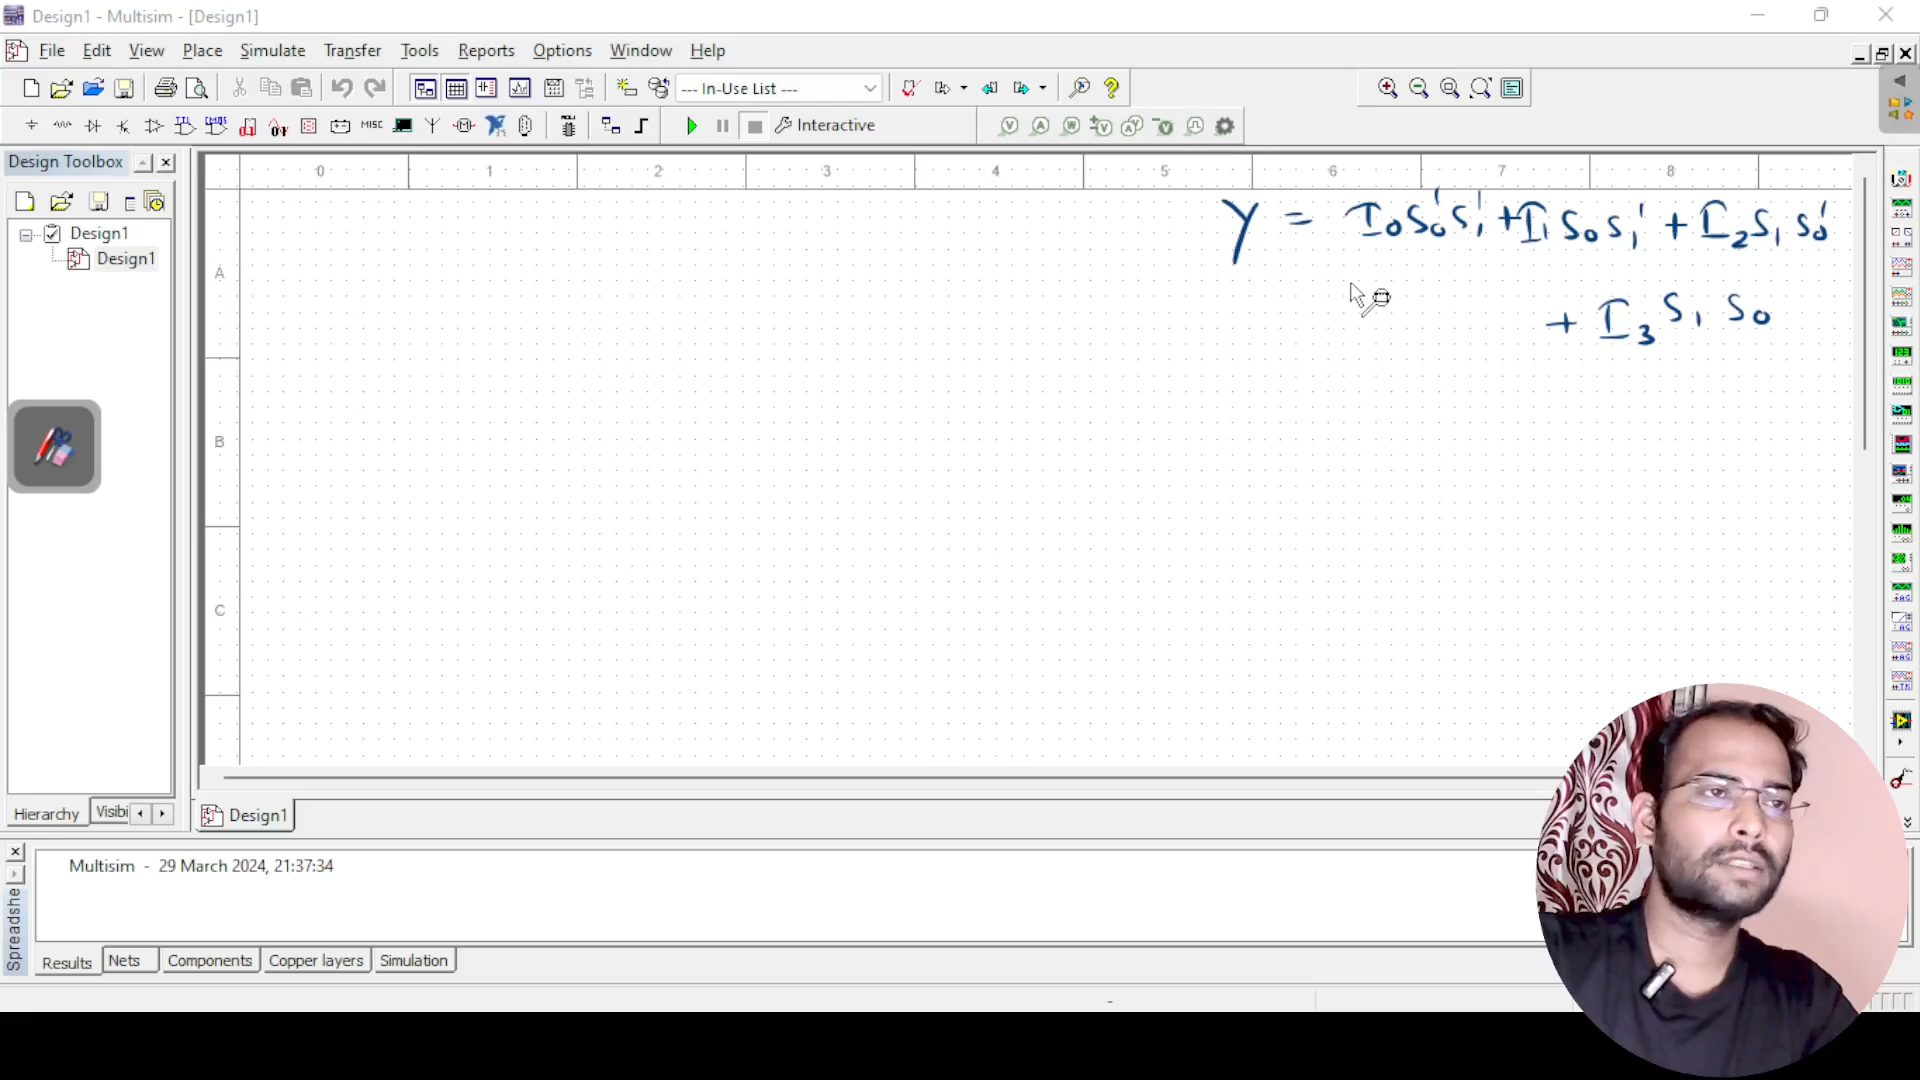 Design1 - Multisim - [Design1]
File Edit View Place Simulate Transfer Tools Reports Options Window Help
--- In-Use List ---
MISC Interactive
Design Toolbox
0 1 2 3 4 5 6 7 8
Design1
Design1
A
B
C
Y = I₀S₀'S₁' + I₁S₀S₁' + I₂S₁S₀'
+ I₃S₁S₀
Hierarchy Visibi
Design1
Multisim - 29 March 2024, 21:37:34
Spreadshe
Results Nets Components Copper layers Simulation